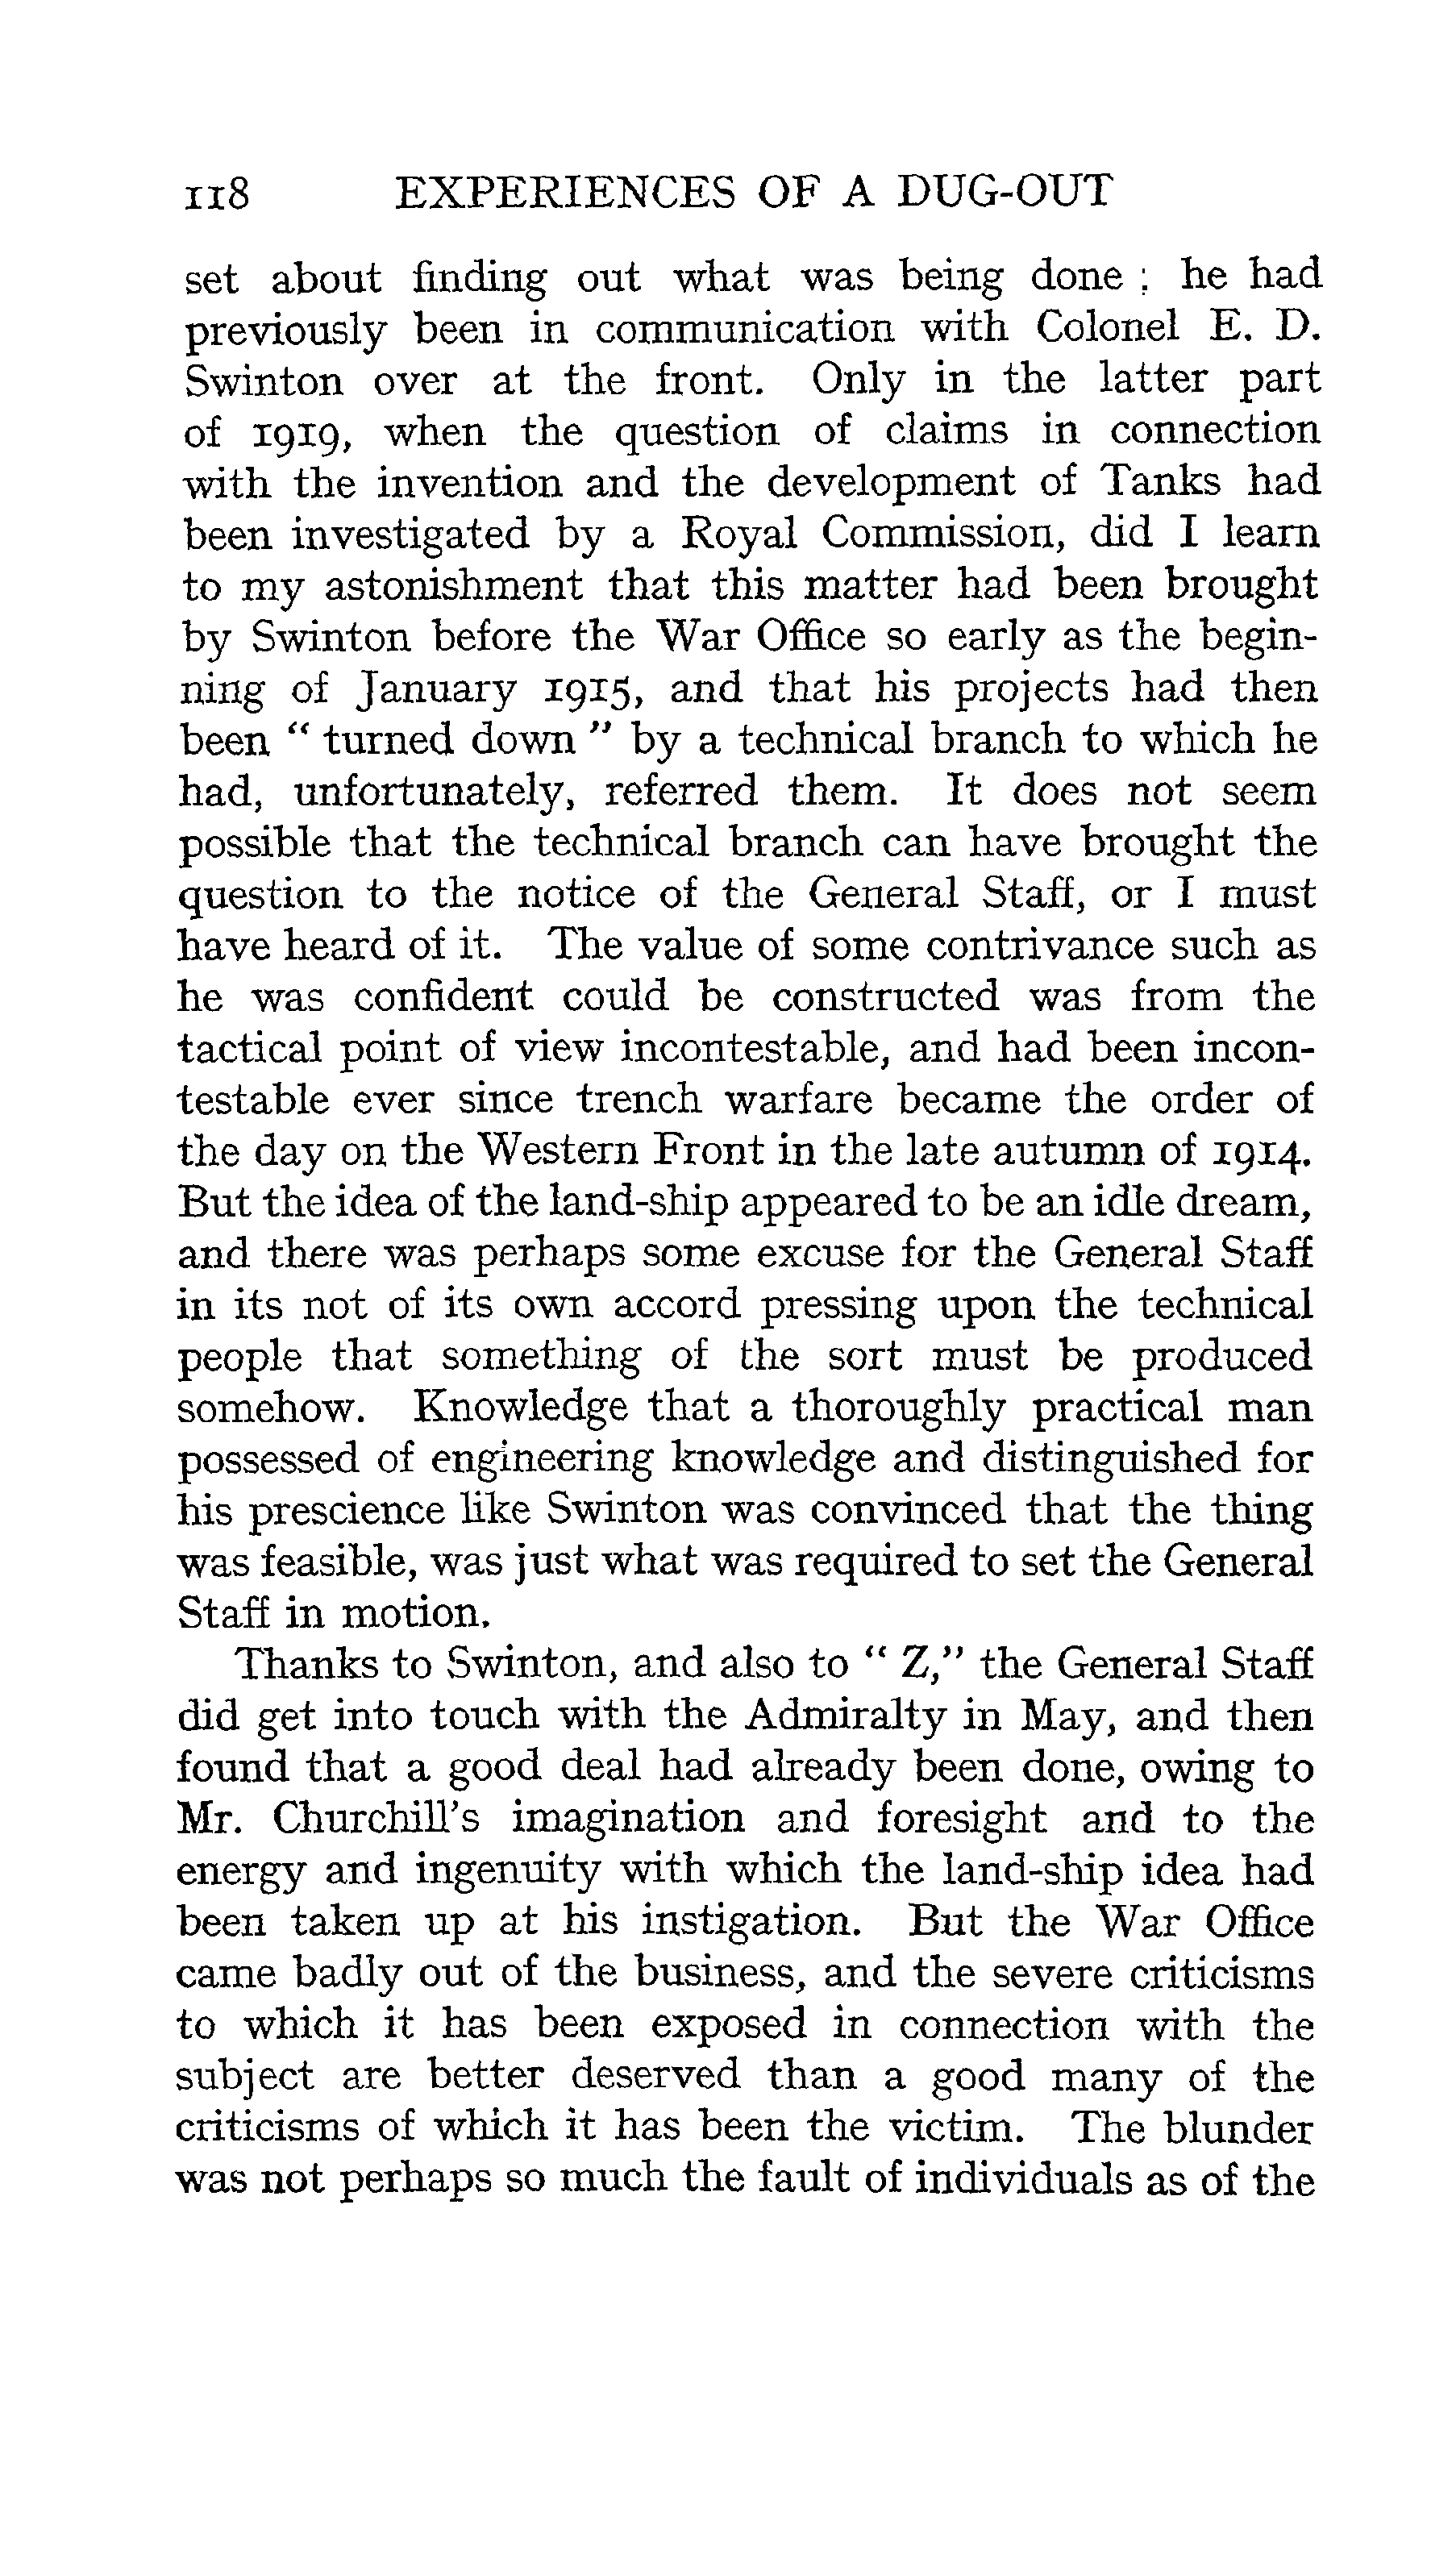 118 EXPERIENCES OF A DUG-OUT
set about finding out what was being done ; he had
previously been in communication with Colonel E. D.
Swinton over at the front. Only in the latter part
of 1919, when the question of claims in connection
with the invention and the development of Tanks had
been investigated by a Royal Commission, did I learn
to my astonishment that this matter had been brought
by Swinton before the War Office so early as the begin-
ning of January 1915, and that his projects had then
been “ turned down ” by a technical branch to which he
had, unfortunately, referred them. It does not seem
possible that the technical branch can have brought the
question to the notice of the General Staff, or I must
have heard of it. The value of some contrivance such as
he was confident could be constructed was from the
tactical point of view incontestable, and had been incon-
testable ever since trench warfare became the order of
the day on the Western Front in the late autumn of 1914.
But the idea of the land-ship appeared to be an idle dream,
and there was perhaps some excuse for the General Staff
in its not of its own accord pressing upon the technical
people that something of the sort must be produced
somehow. Knowledge that a thoroughly practical man
possessed of engineering knowledge and distinguished for
his prescience like Swinton was convinced that the thing
was feasible, was just what was required to set the General
Staff in motion.
Thanks to Swinton, and also to “ Z,” the General Staff
did get into touch with the Admiralty in May, and then
found that a good deal had already been done, owing to
Mr. Churchill's imagination and foresight and to the
energy and ingenuity with which the land-ship idea had
been taken up at his instigation. But the War Office
came badly out of the business, and the severe criticisms
to which it has been exposed in connection with the
subject are better deserved than a good many of the
criticisms of which it has been the victim. The blunder
was not perhaps so much the fault of individuals as of the